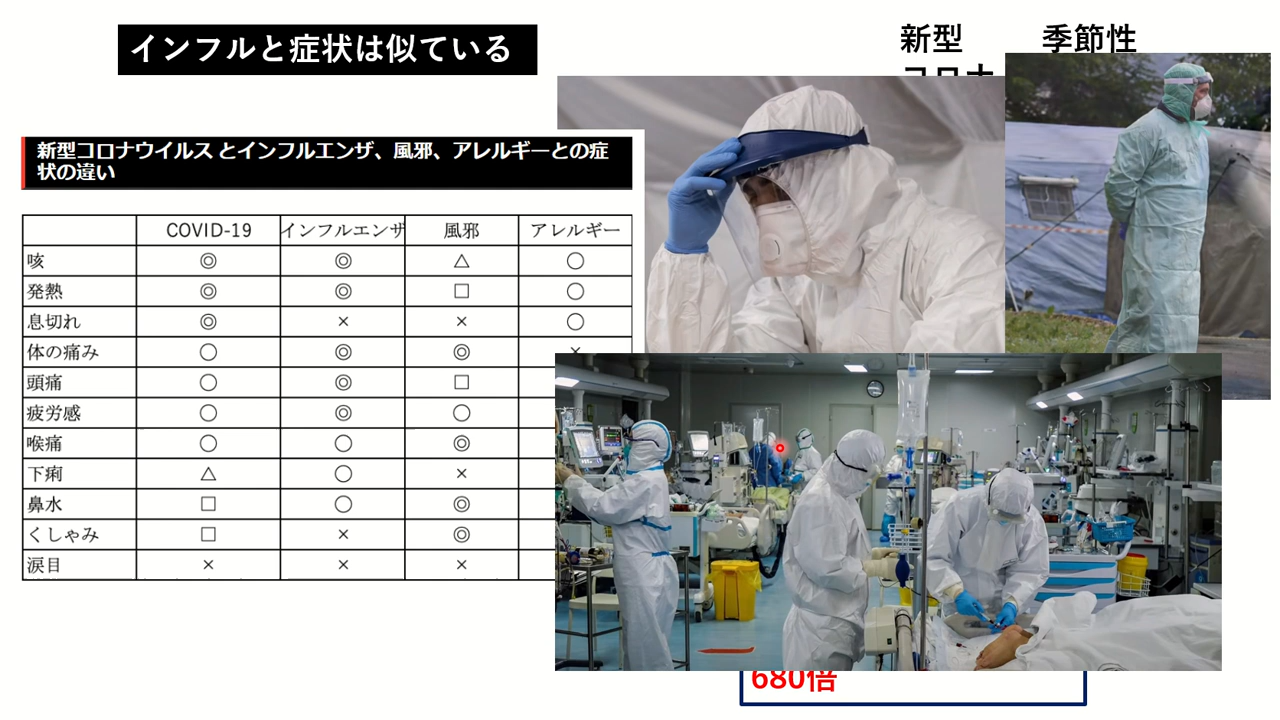 インフルと症状は似ている
新型
コロナ
季節性
新型コロナウイルス とインフルエンザ、風邪、アレルギーとの症
状の違い
COVID-19 インフルエンザ 風邪 アレルギー
咳 ◎ ◎ △ ○
発熱 ◎ ◎ □ ○
息切れ ◎ × × ○
体の痛み ○ ◎ ◎ ×
頭痛 ○ ◎ □
疲労感 ○ ◎ ○
喉痛 ○ ○ ◎
下痢 △ ○ ×
鼻水 □ ○ ◎
くしゃみ □ × ◎
涙目 × × ×
680倍